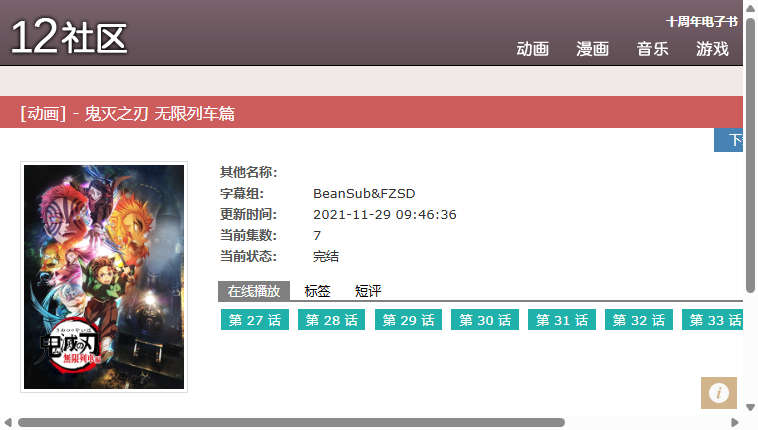 12社区
十周年电子书
动画 漫画 音乐 游戏
[动画] - 鬼灭之刃 无限列车篇
其他名称:
字幕组: BeanSub&FZSD
更新时间: 2021-11-29 09:46:36
当前集数: 7
当前状态: 完结
在线播放 标签 短评
第 27 话 第 28 话 第 29 话 第 30 话 第 31 话 第 32 话 第 33 话
鬼滅の刃
無限列車編
i